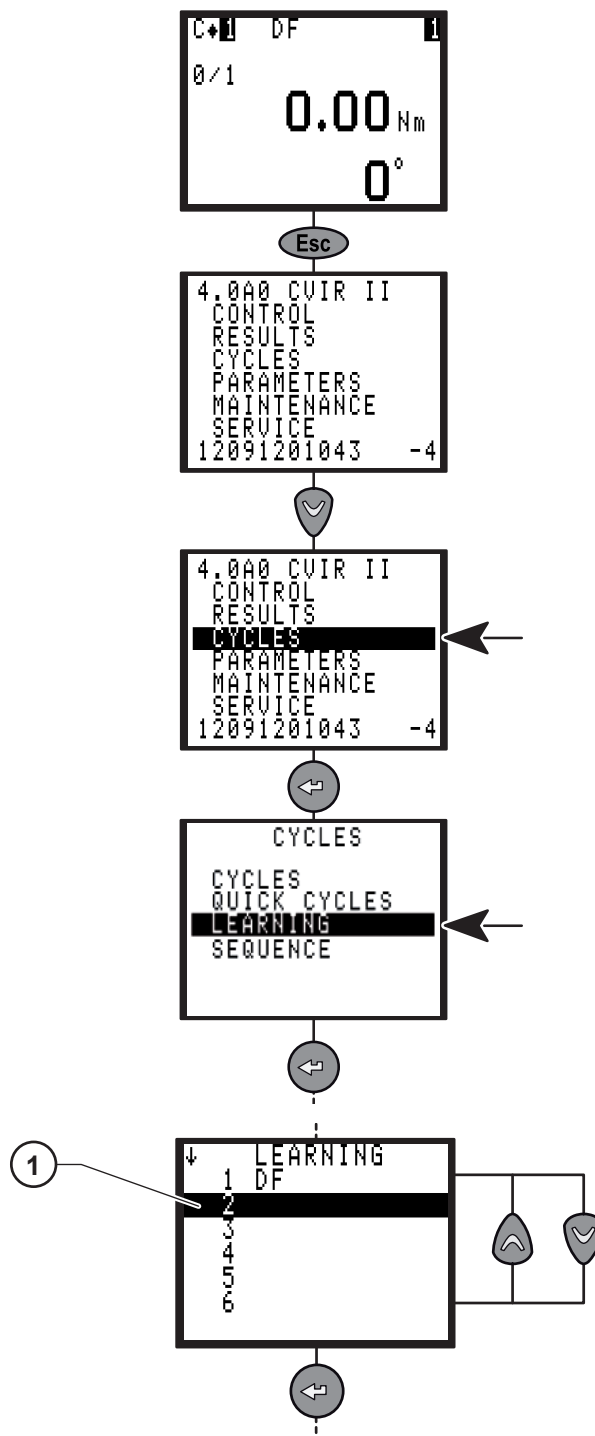 C♦1 DF 1
0/1
0.00 Nm
0°
Esc
4.0A0 CVIR II
CONTROL
RESULTS
CYCLES
PARAMETERS
MAINTENANCE
SERVICE
12091201043 -4
4.0A0 CVIR II
CONTROL
RESULTS
CYCLES
PARAMETERS
MAINTENANCE
SERVICE
12091201043 -4
CYCLES
CYCLES
QUICK CYCLES
LEARNING
SEQUENCE
1
↓ LEARNING
1 DF
2
3
4
5
6